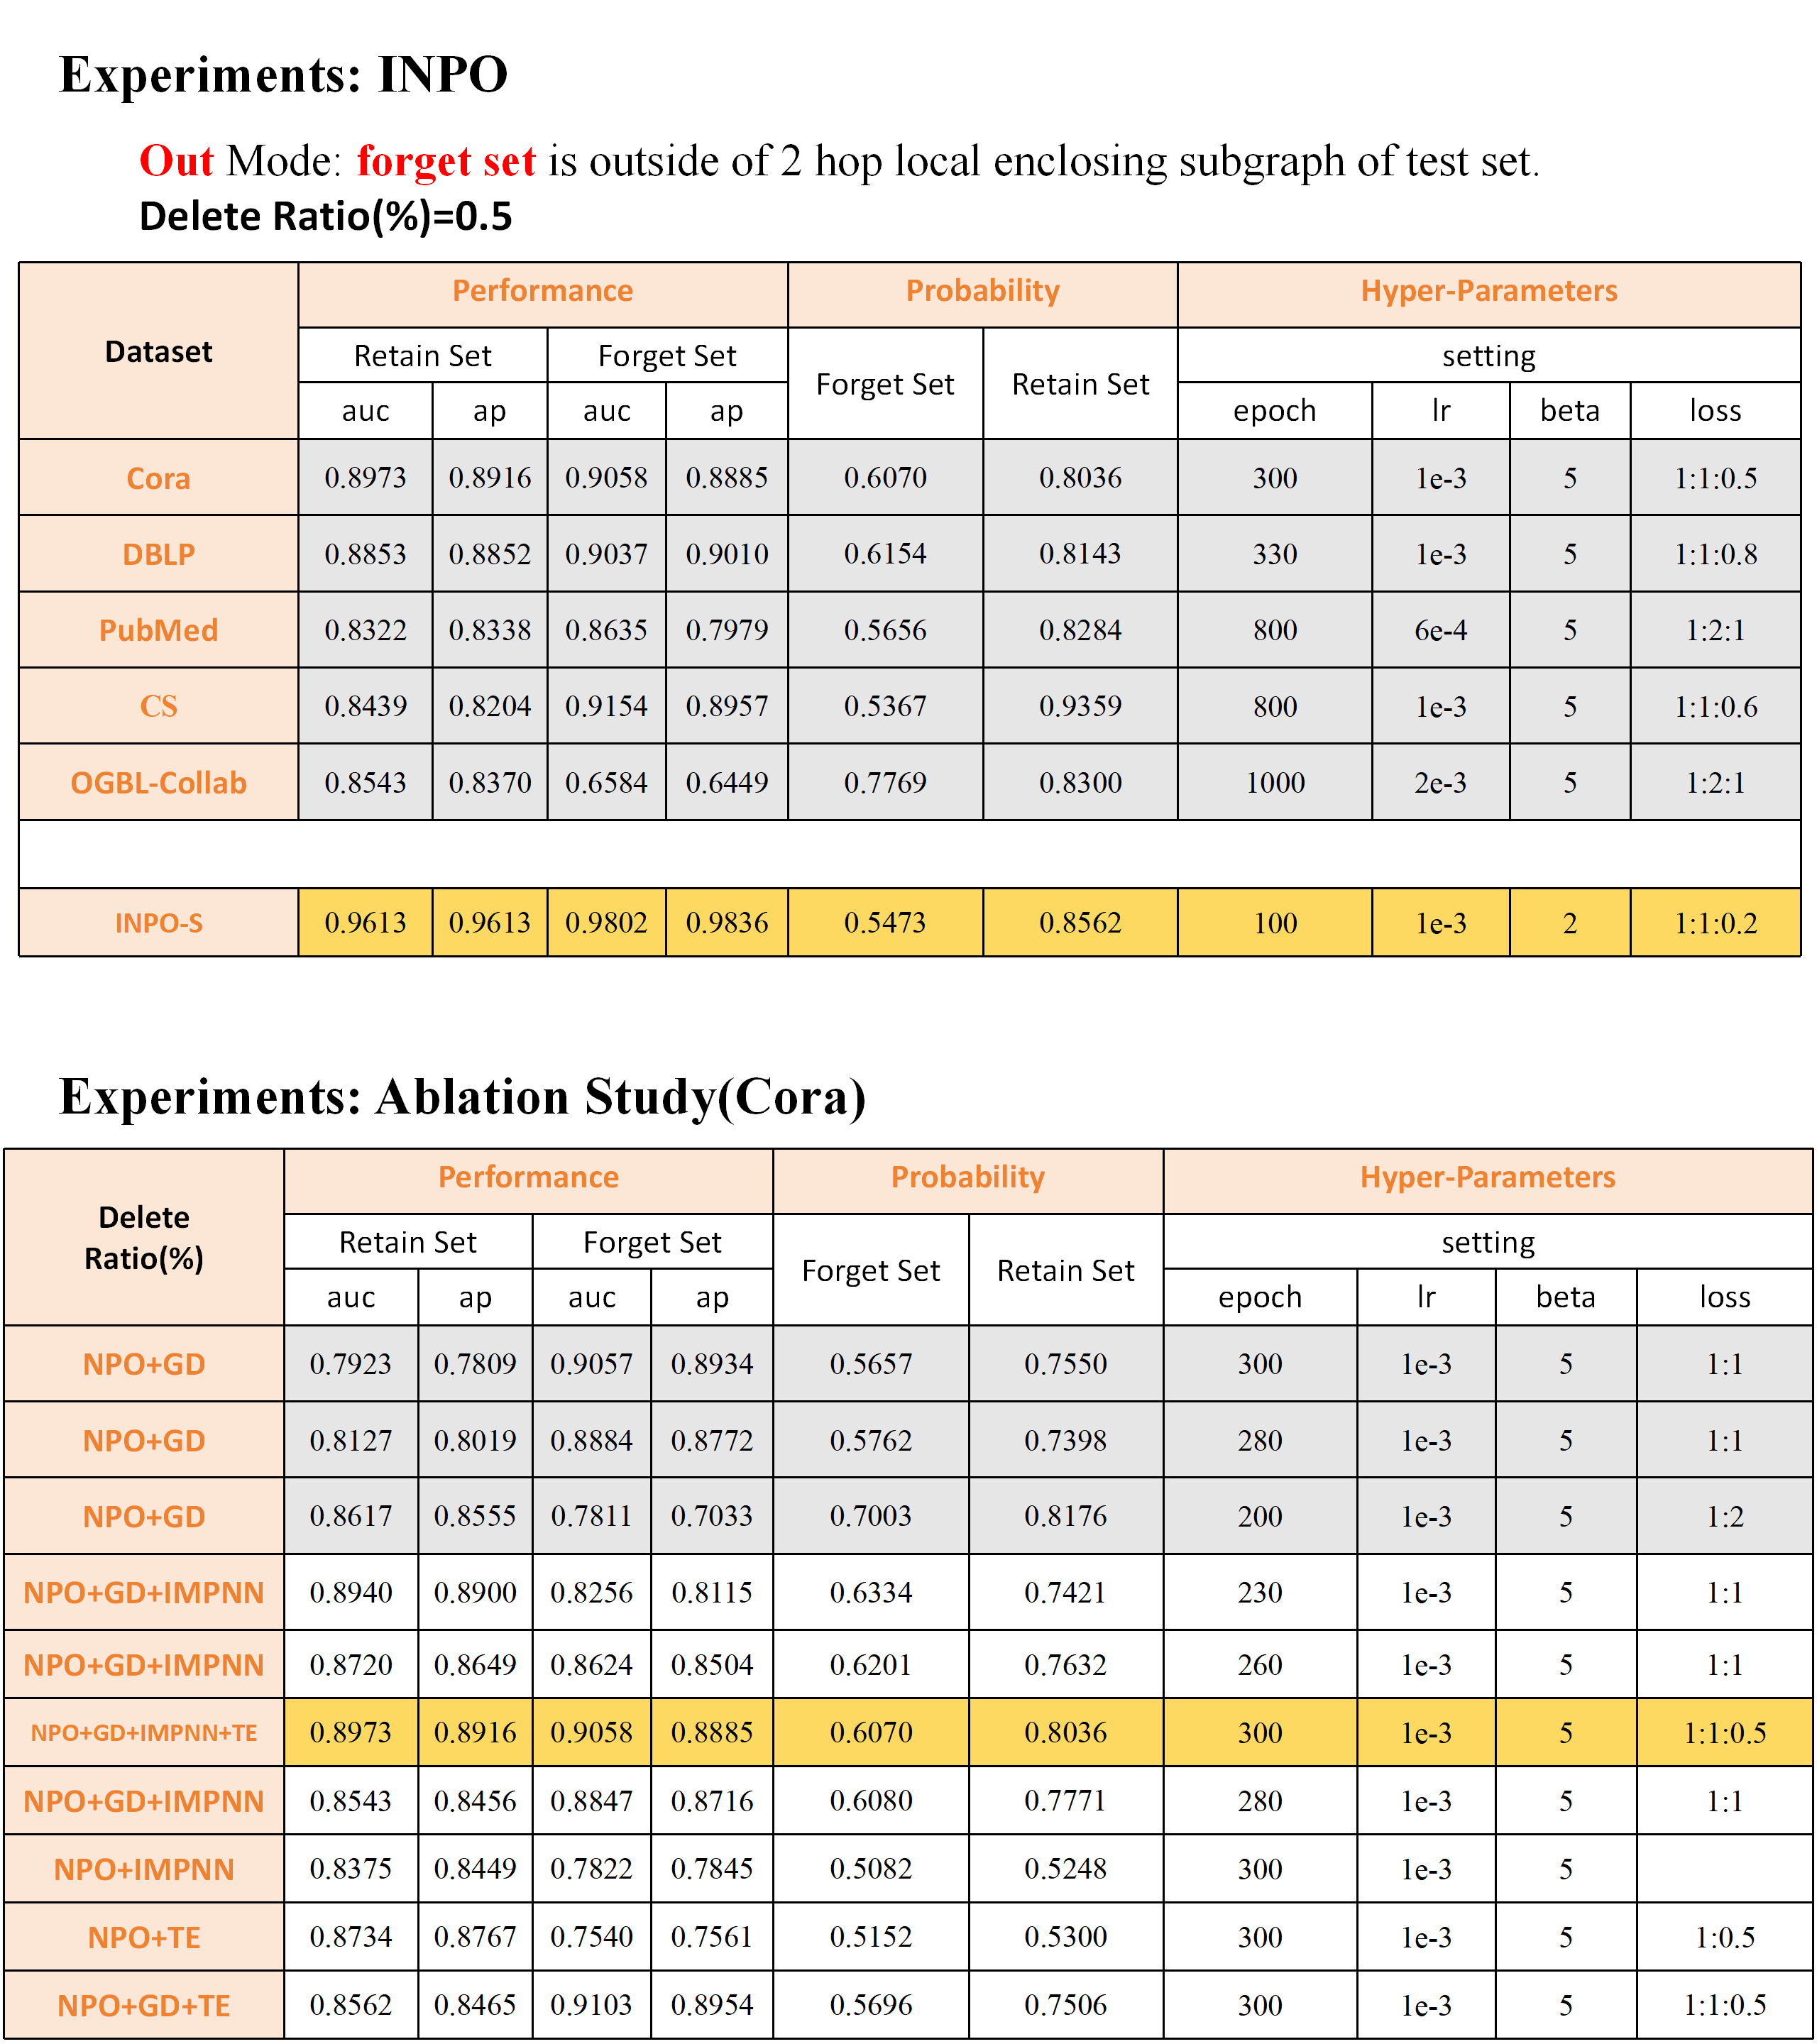 Experiments: INPO
Out Mode: forget set is outside of 2 hop local enclosing subgraph of test set.
Delete Ratio(%)=0.5
Dataset Performance Probability Hyper-Parameters
Retain Set Forget Set Forget Set Retain Set setting
auc ap auc ap epoch lr beta loss
Cora 0.8973 0.8916 0.9058 0.8885 0.6070 0.8036 300 1e-3 5 1:1:0.5
DBLP 0.8853 0.8852 0.9037 0.9010 0.6154 0.8143 330 1e-3 5 1:1:0.8
PubMed 0.8322 0.8338 0.8635 0.7979 0.5656 0.8284 800 6e-4 5 1:2:1
CS 0.8439 0.8204 0.9154 0.8957 0.5367 0.9359 800 1e-3 5 1:1:0.6
OGBL-Collab 0.8543 0.8370 0.6584 0.6449 0.7769 0.8300 1000 2e-3 5 1:2:1
INPO-S 0.9613 0.9613 0.9802 0.9836 0.5473 0.8562 100 1e-3 2 1:1:0.2
Experiments: Ablation Study(Cora)
Delete Ratio(%) Performance Probability Hyper-Parameters
Retain Set Forget Set Forget Set Retain Set setting
auc ap auc ap epoch lr beta loss
NPO+GD 0.7923 0.7809 0.9057 0.8934 0.5657 0.7550 300 1e-3 5 1:1
NPO+GD 0.8127 0.8019 0.8884 0.8772 0.5762 0.7398 280 1e-3 5 1:1
NPO+GD 0.8617 0.8555 0.7811 0.7033 0.7003 0.8176 200 1e-3 5 1:2
NPO+GD+IMPNN 0.8940 0.8900 0.8256 0.8115 0.6334 0.7421 230 1e-3 5 1:1
NPO+GD+IMPNN 0.8720 0.8649 0.8624 0.8504 0.6201 0.7632 260 1e-3 5 1:1
NPO+GD+IMPNN+TE 0.8973 0.8916 0.9058 0.8885 0.6070 0.8036 300 1e-3 5 1:1:0.5
NPO+GD+IMPNN 0.8543 0.8456 0.8847 0.8716 0.6080 0.7771 280 1e-3 5 1:1
NPO+IMPNN 0.8375 0.8449 0.7822 0.7845 0.5082 0.5248 300 1e-3 5
NPO+TE 0.8734 0.8767 0.7540 0.7561 0.5152 0.5300 300 1e-3 5 1:0.5
NPO+GD+TE 0.8562 0.8465 0.9103 0.8954 0.5696 0.7506 300 1e-3 5 1:1:0.5